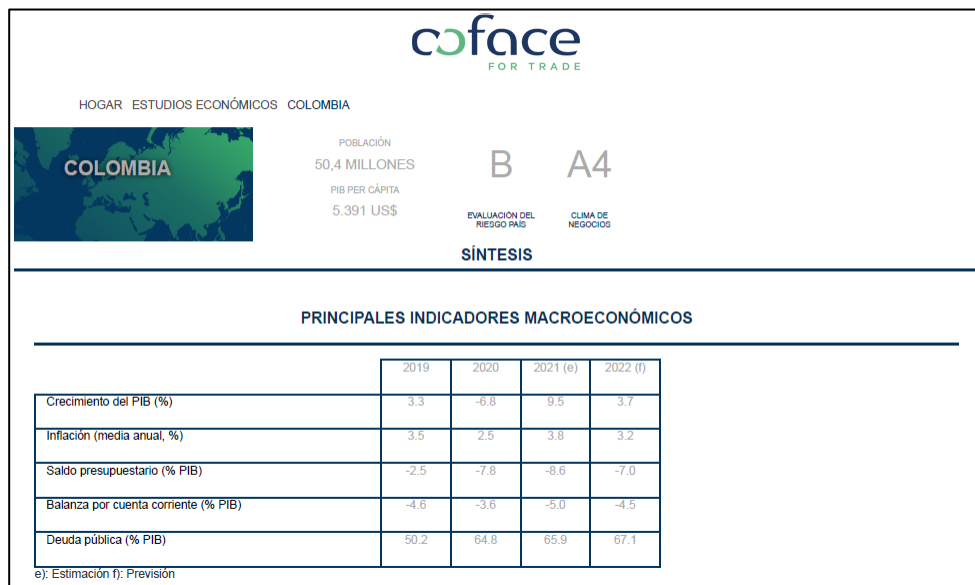 coface
FOR TRADE
HOGAR ESTUDIOS ECONÓMICOS COLOMBIA
COLOMBIA
POBLACIÓN
50,4 MILLONES
PIB PER CÁPITA
5.391 US$
B
EVALUACIÓN DEL
RIESGO PAÍS
A4
CLIMA DE
NEGOCIOS
SÍNTESIS
PRINCIPALES INDICADORES MACROECONÓMICOS
2019 2020 2021 (e) 2022 (f)
Crecimiento del PIB (%) 3.3 -6.8 9.5 3.7
Inflación (media anual, %) 3.5 2.5 3.8 3.2
Saldo presupuestario (% PIB) -2.5 -7.8 -8.6 -7.0
Balanza por cuenta corriente (% PIB) -4.6 -3.6 -5.0 -4.5
Deuda pública (% PIB) 50.2 64.8 65.9 67.1
e): Estimación f): Previsión